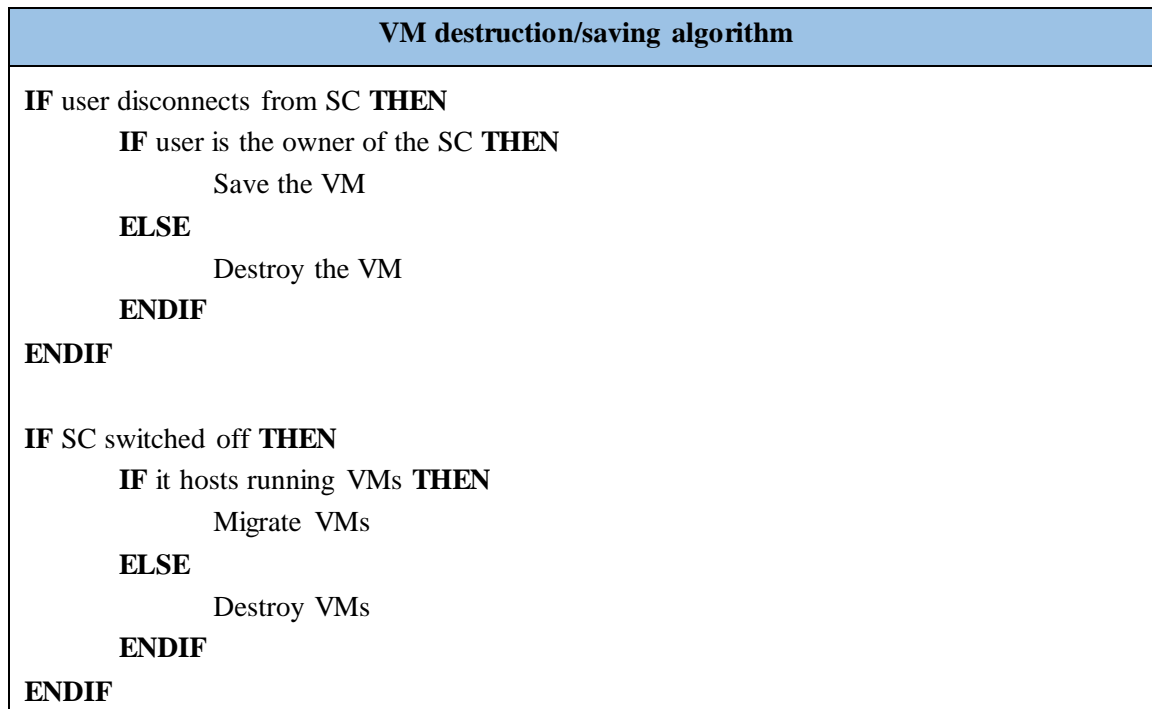 VM destruction/saving algorithm
IF user disconnects from SC THEN
IF user is the owner of the SC THEN
Save the VM
ELSE
Destroy the VM
ENDIF
ENDIF
IF SC switched off THEN
IF it hosts running VMs THEN
Migrate VMs
ELSE
Destroy VMs
ENDIF
ENDIF